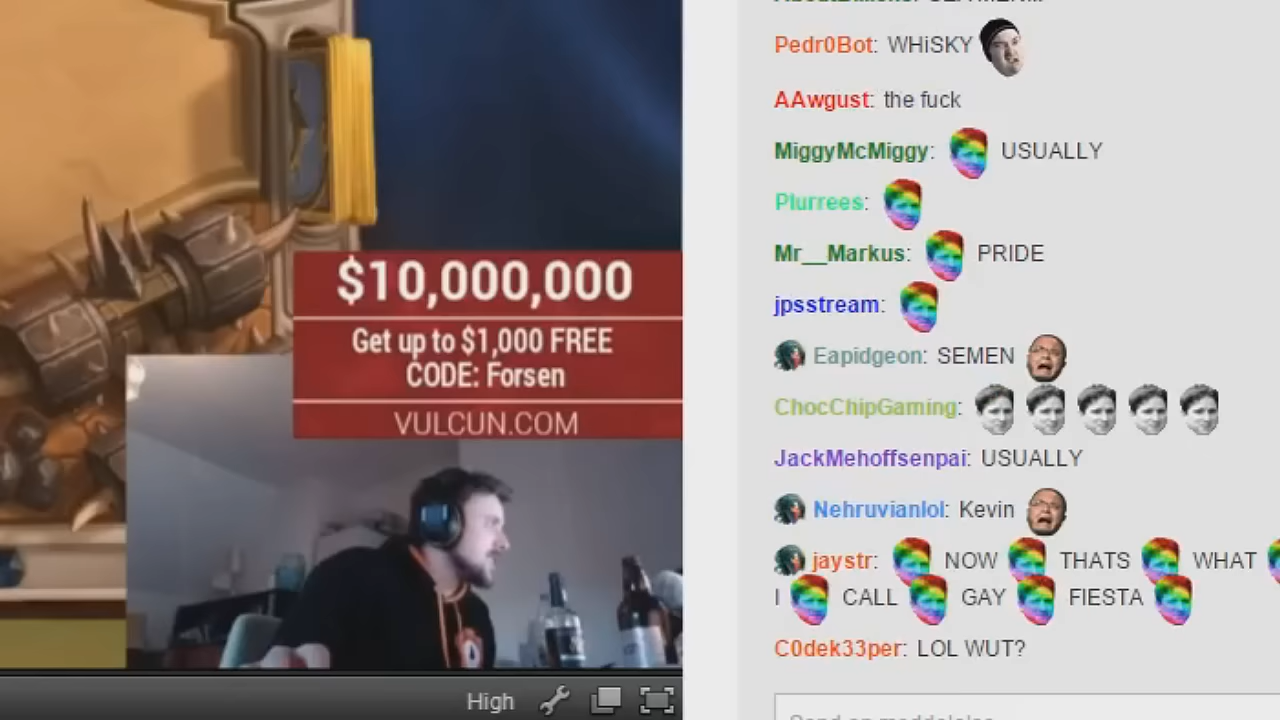 $10,000,000
Get up to $1,000 FREE
CODE: Forsen
VULCUN.COM
High
Pedr0Bot: WHiSKY
AAwgust: the fuck
MiggyMcMiggy: USUALLY
Plurrees:
Mr__Markus: PRIDE
jpsstream:
Eapidgeon: SEMEN
ChocChipGaming:
JackMehoffsenpai: USUALLY
Nehruvianlol: Kevin
jaystr: NOW THATS WHAT
I CALL GAY FIESTA
C0dek33per: LOL WUT?